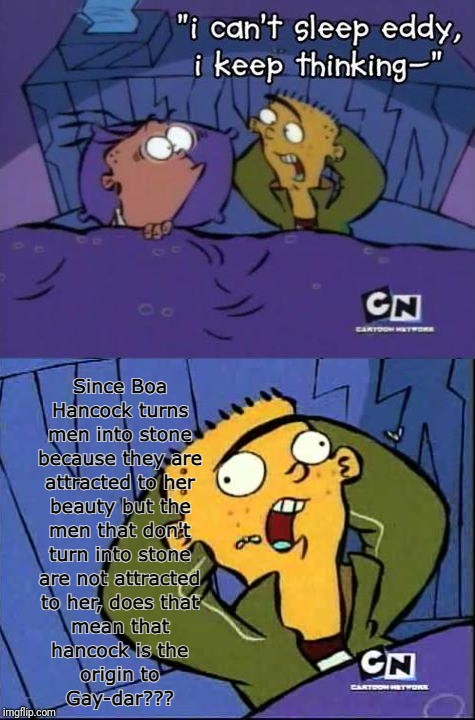 "i can't sleep eddy,
i keep thinking—"
CN
CARTOON NETWORK
Since Boa
Hancock turns
men into stone
because they are
attracted to her
beauty but the
men that don't
turn into stone
are not attracted
to her, does that
mean that
hancock is the
origin to
Gay-dar???
CN
CARTOON NETWORK
imgflip.com